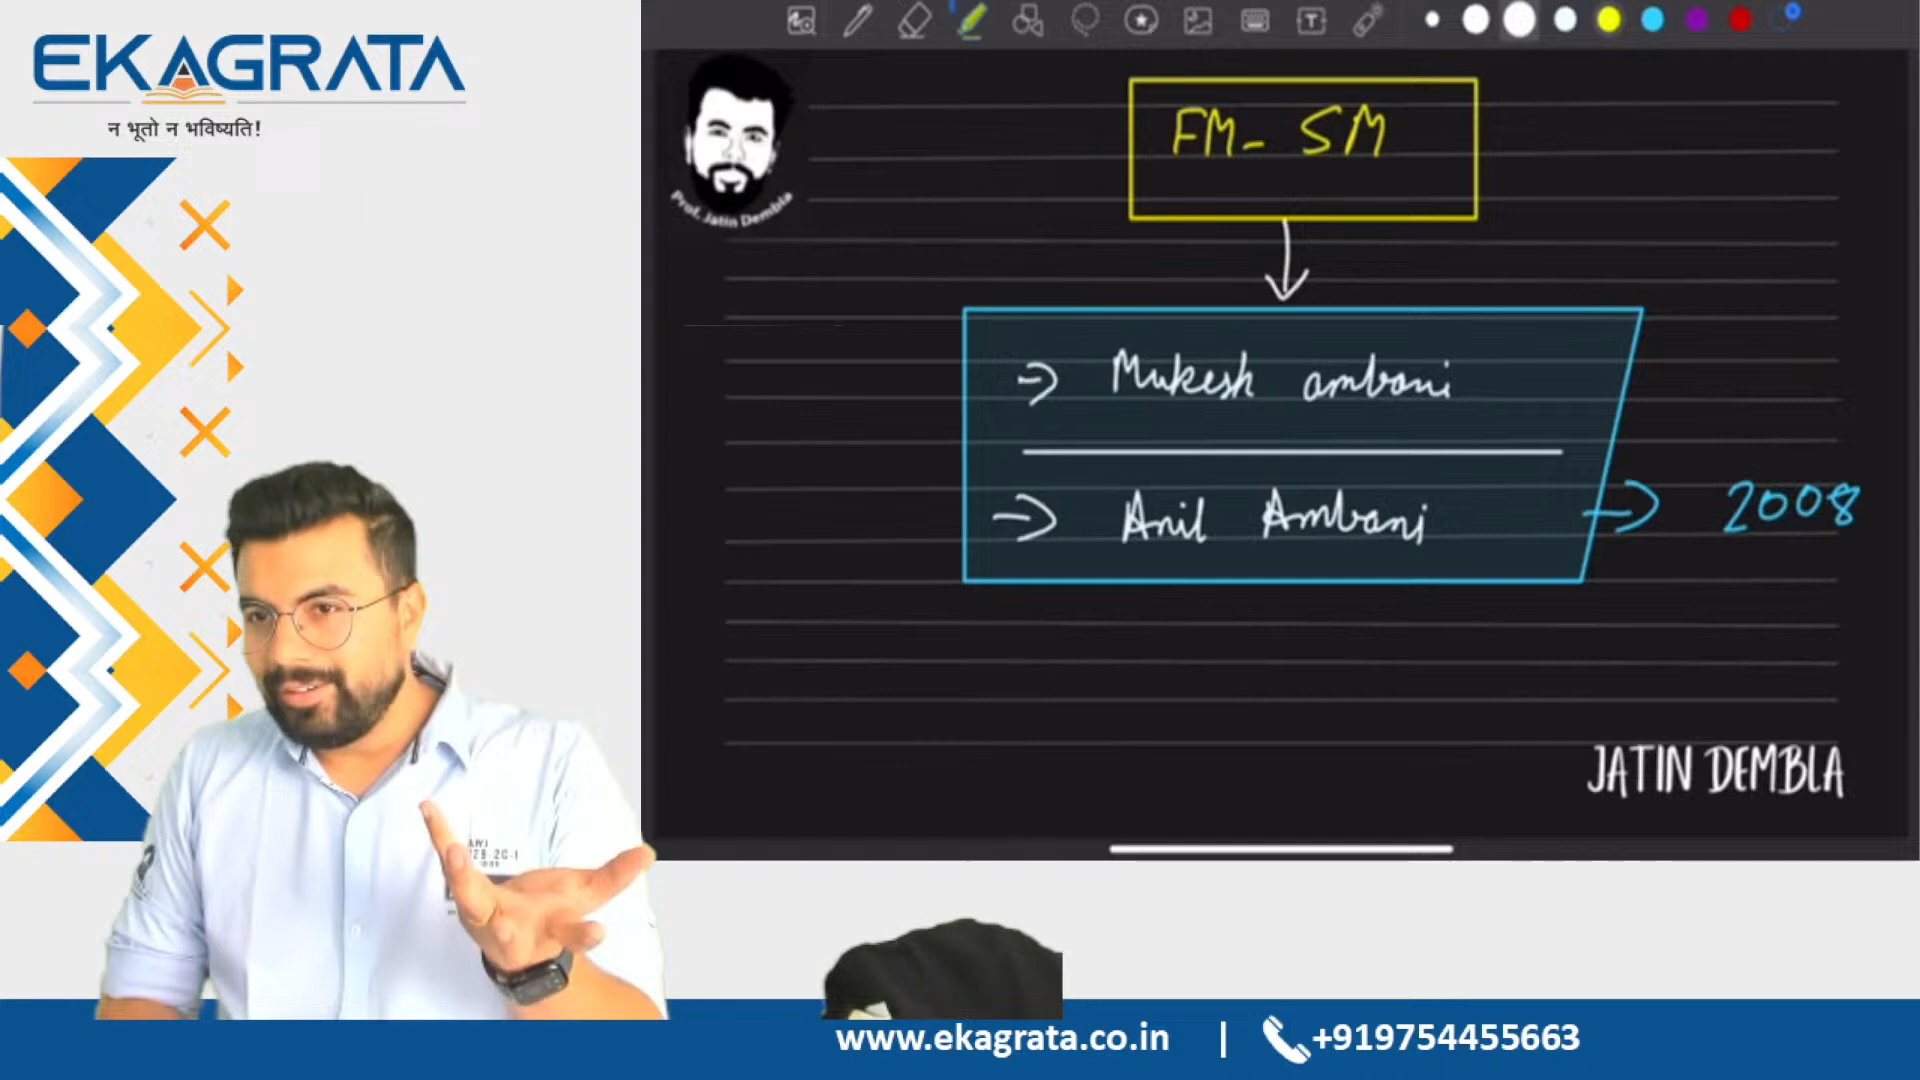 EKAGRATA
न भूतो न भविष्यति!
Prof. Jatin Dembla
FM- SM
→ Mukesh ambani
→ Anil Ambani → 2008
JATIN DEMBLA
www.ekagrata.co.in | +919754455663